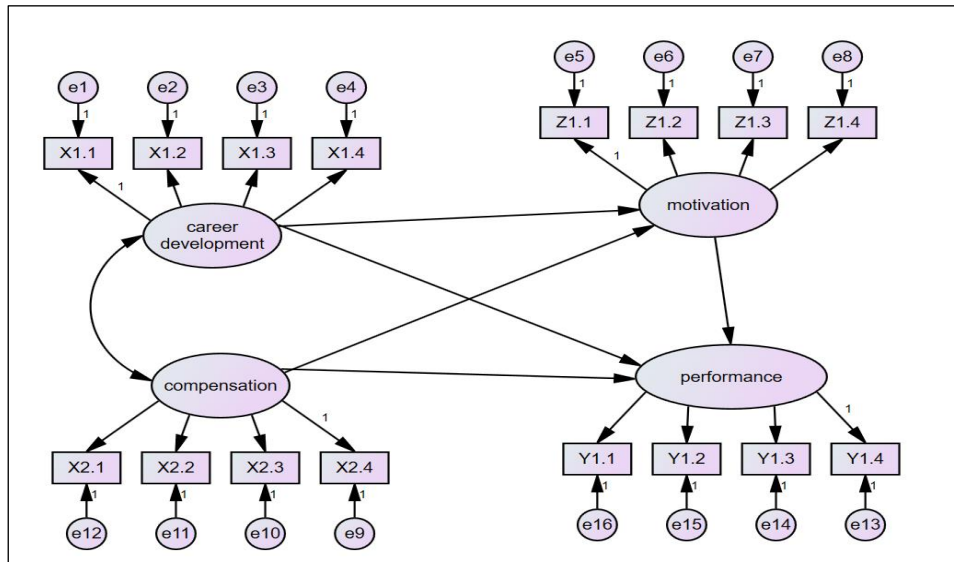 e1 e2 e3 e4
1 1 1 1
X1.1 X1.2 X1.3 X1.4
1
career
development
e5 e6 e7 e8
1 1 1 1
Z1.1 Z1.2 Z1.3 Z1.4
1
motivation
compensation
1
X2.1 X2.2 X2.3 X2.4
1 1 1 1
e12 e11 e10 e9
performance
1
Y1.1 Y1.2 Y1.3 Y1.4
1 1 1 1
e16 e15 e14 e13